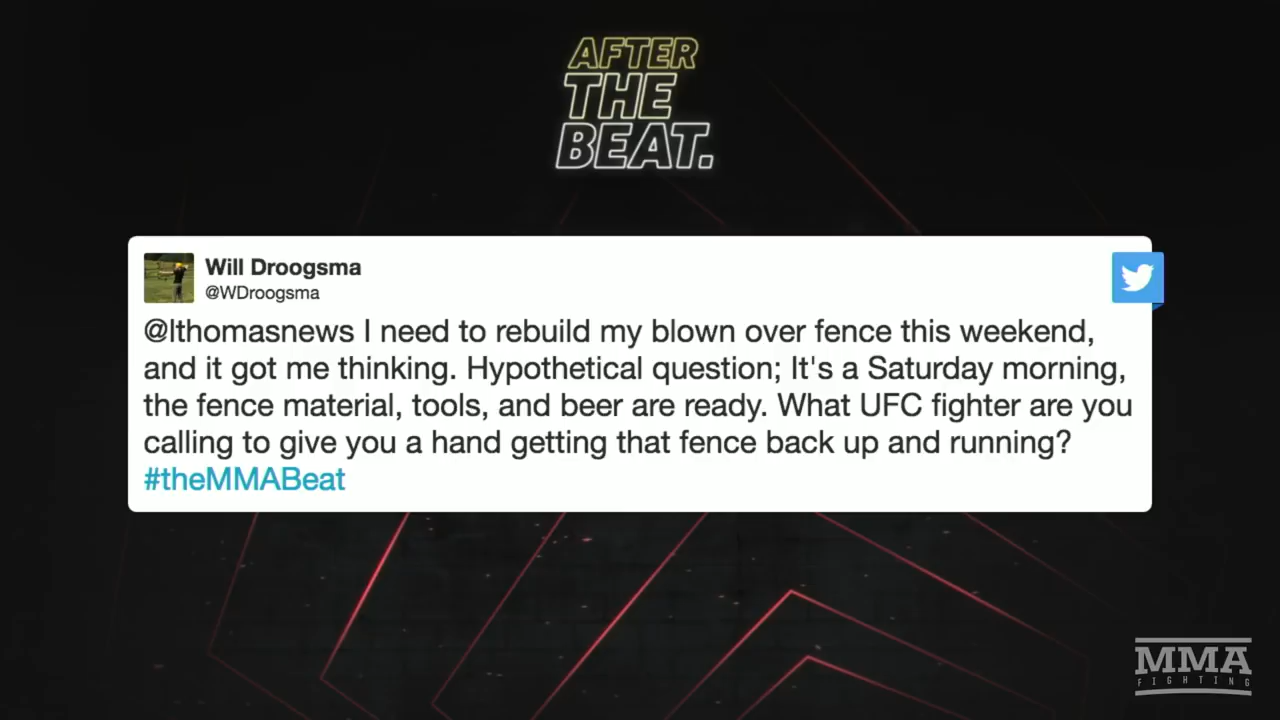 AFTER
THE
BEAT.
Will Droogsma
@WDroogsma
@lthomasnews I need to rebuild my blown over fence this weekend,
and it got me thinking. Hypothetical question; It's a Saturday morning,
the fence material, tools, and beer are ready. What UFC fighter are you
calling to give you a hand getting that fence back up and running?
#theMMABeat
MMA
FIGHTING